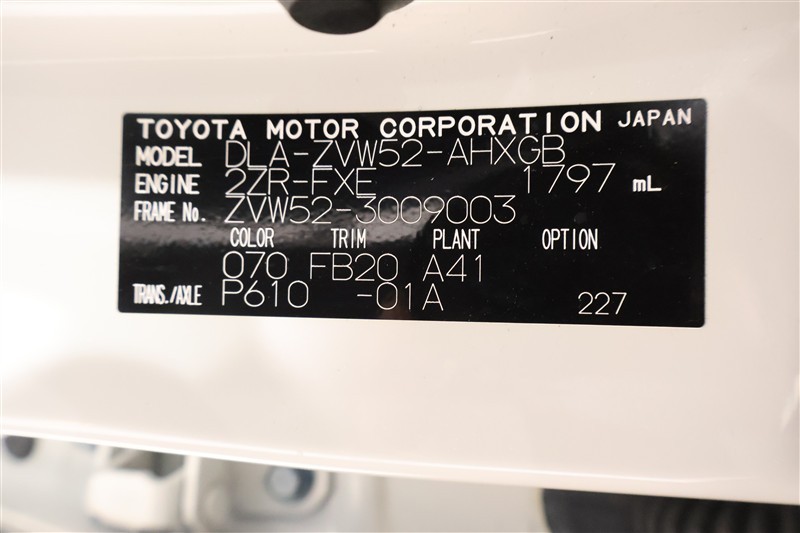 TOYOTA MOTOR CORPORATION JAPAN
MODEL DLA-ZVW52-AHXGB
ENGINE 2ZR-FXE 1797 mL
FRAME No. ZVW52-3009003
COLOR TRIM PLANT OPTION
070 FB20 A41
TRANS./AXLE P610 -01A 227